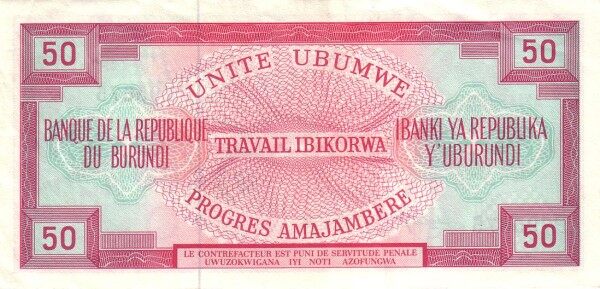 50 50
UNITE UBUMWE
BANQUE DE LA REPUBLIQUE
DU BURUNDI
TRAVAIL IBIKORWA
IBANKI YA REPUBLIKA
Y'UBURUNDI
PROGRES AMAJAMBERE
50 50
LE CONTREFACTEUR EST PUNI DE SERVITUDE PENALE
UWUZOKWIGANA IYI NOTI AZOFUNGWA